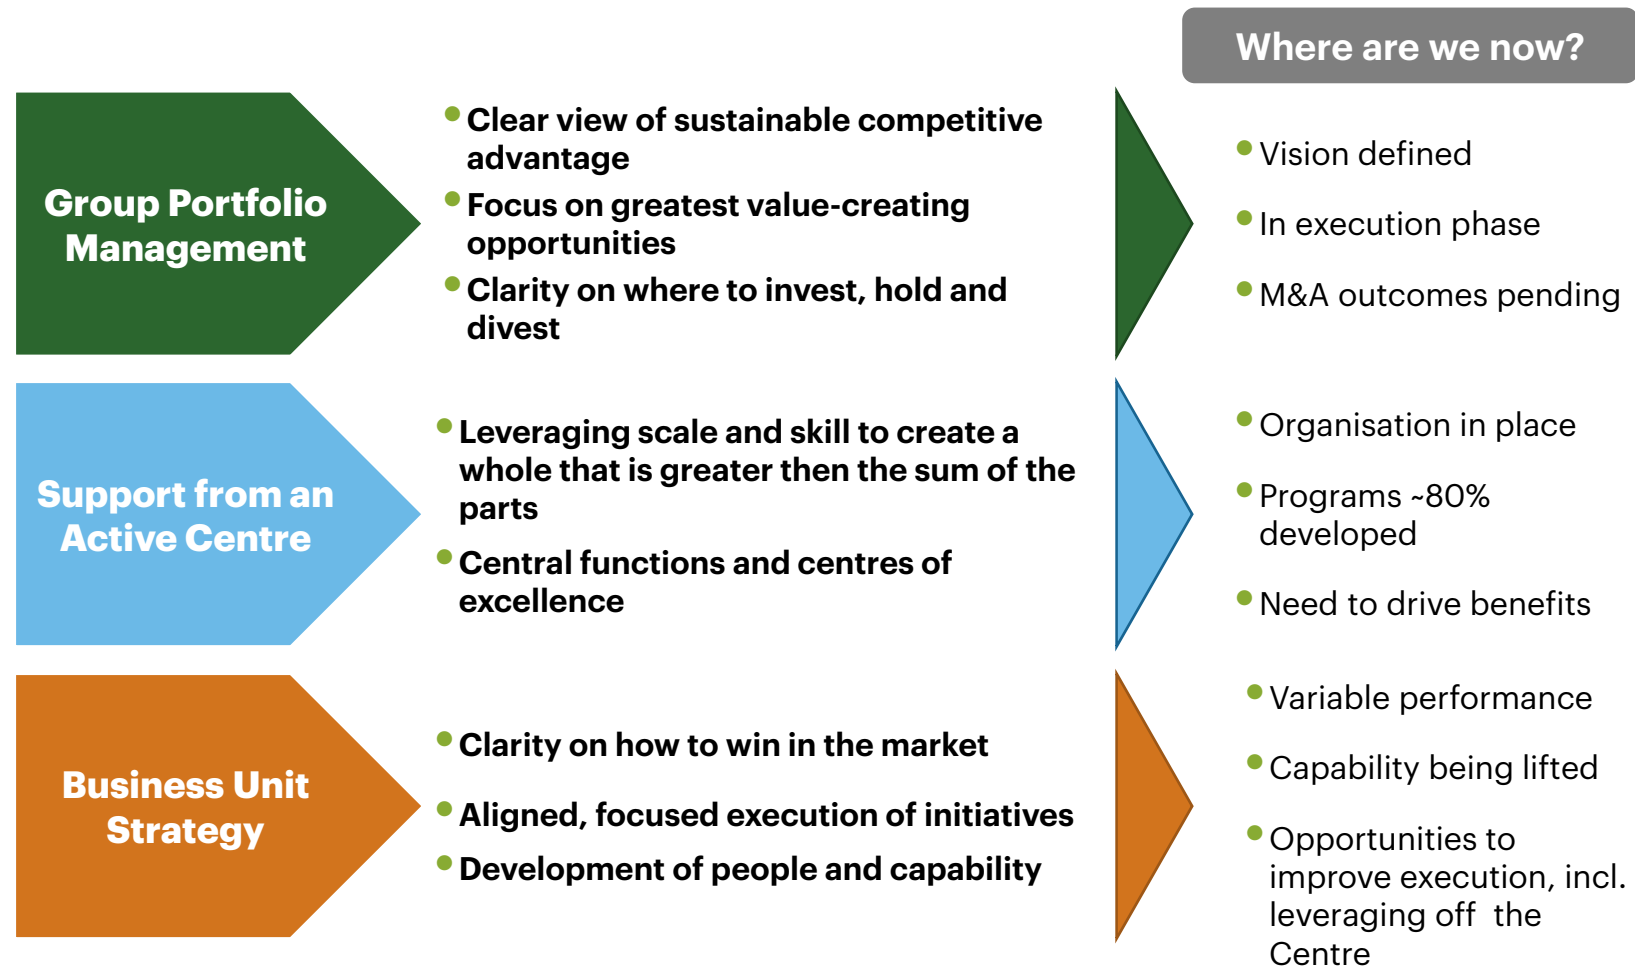 Where are we now?
Group Portfolio
Management
• Clear view of sustainable competitive
advantage
• Focus on greatest value-creating
opportunities
• Clarity on where to invest, hold and
divest
• Vision defined
• In execution phase
• M&A outcomes pending
Support from an
Active Centre
• Leveraging scale and skill to create a
whole that is greater then the sum of the
parts
• Central functions and centres of
excellence
• Organisation in place
• Programs ~80%
developed
• Need to drive benefits
Business Unit
Strategy
• Clarity on how to win in the market
• Aligned, focused execution of initiatives
• Development of people and capability
• Variable performance
• Capability being lifted
• Opportunities to
improve execution, incl.
leveraging off the
Centre